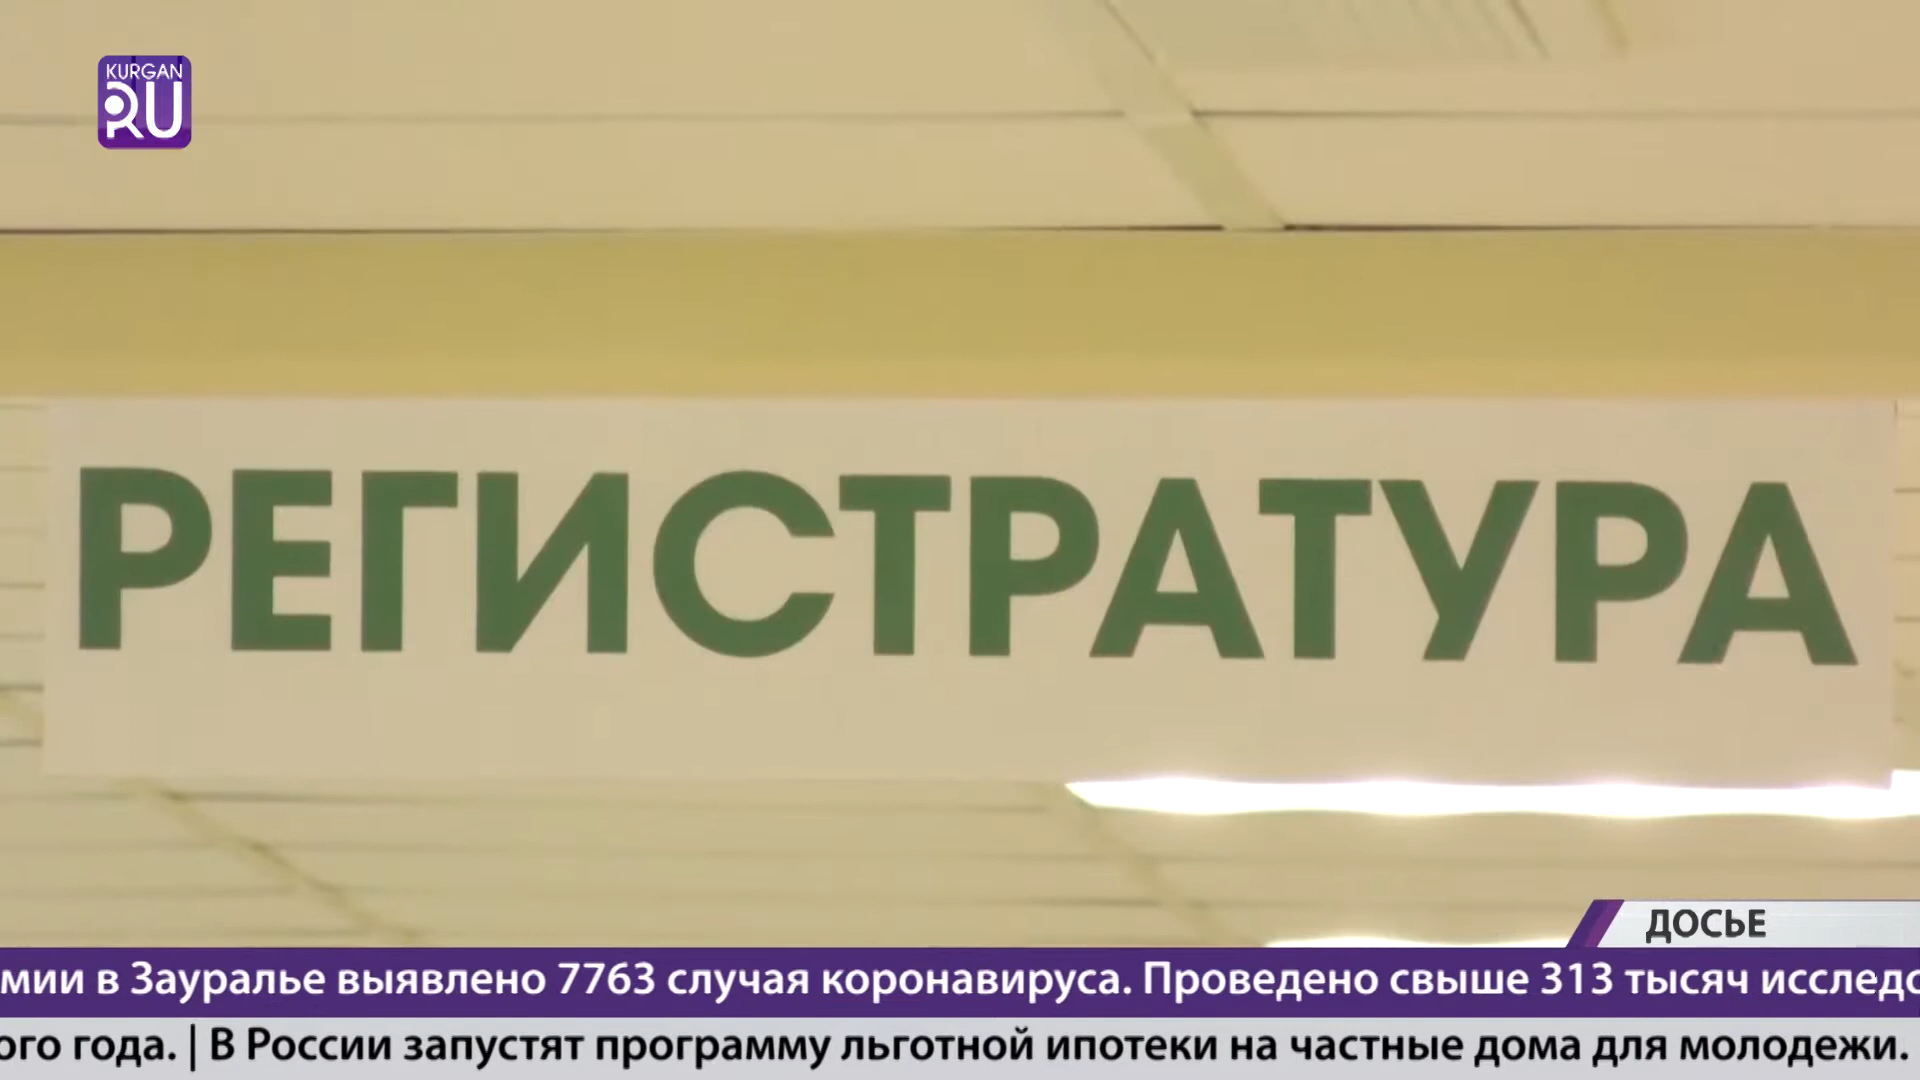 KURGAN
RU
РЕГИСТРАТУРА
ДОСЬЕ
мии в Зауралье выявлено 7763 случая коронавируса. Проведено свыше 313 тысяч исслед
ого года. | В России запустят программу льготной ипотеки на частные дома для молодежи.